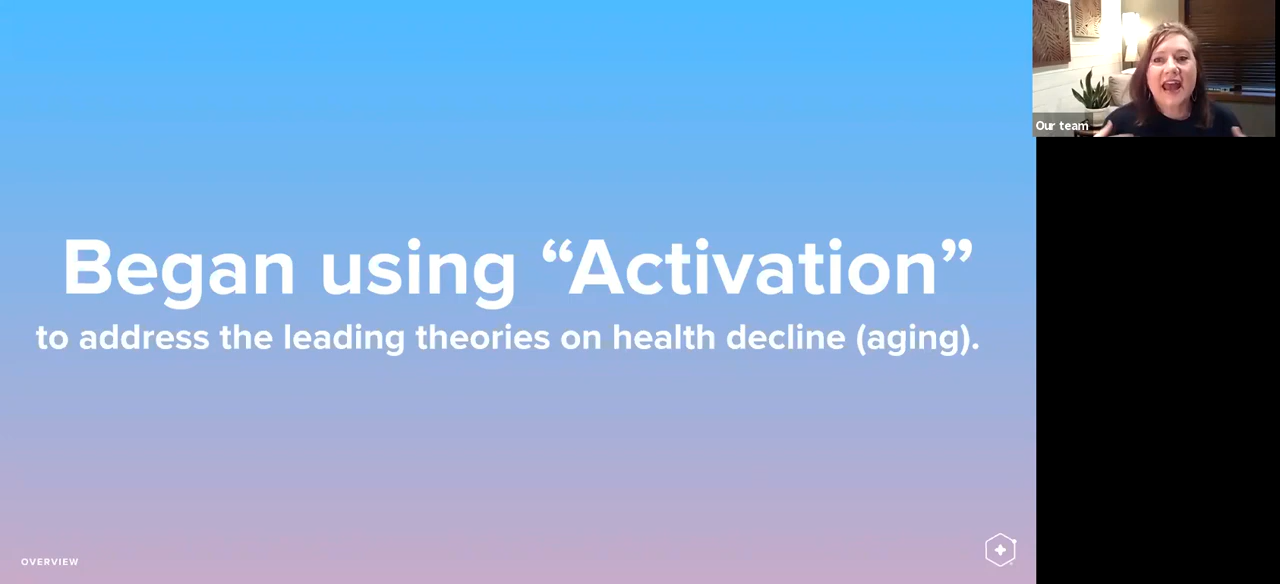 Our team
Began using “Activation”
to address the leading theories on health decline (aging).
OVERVIEW